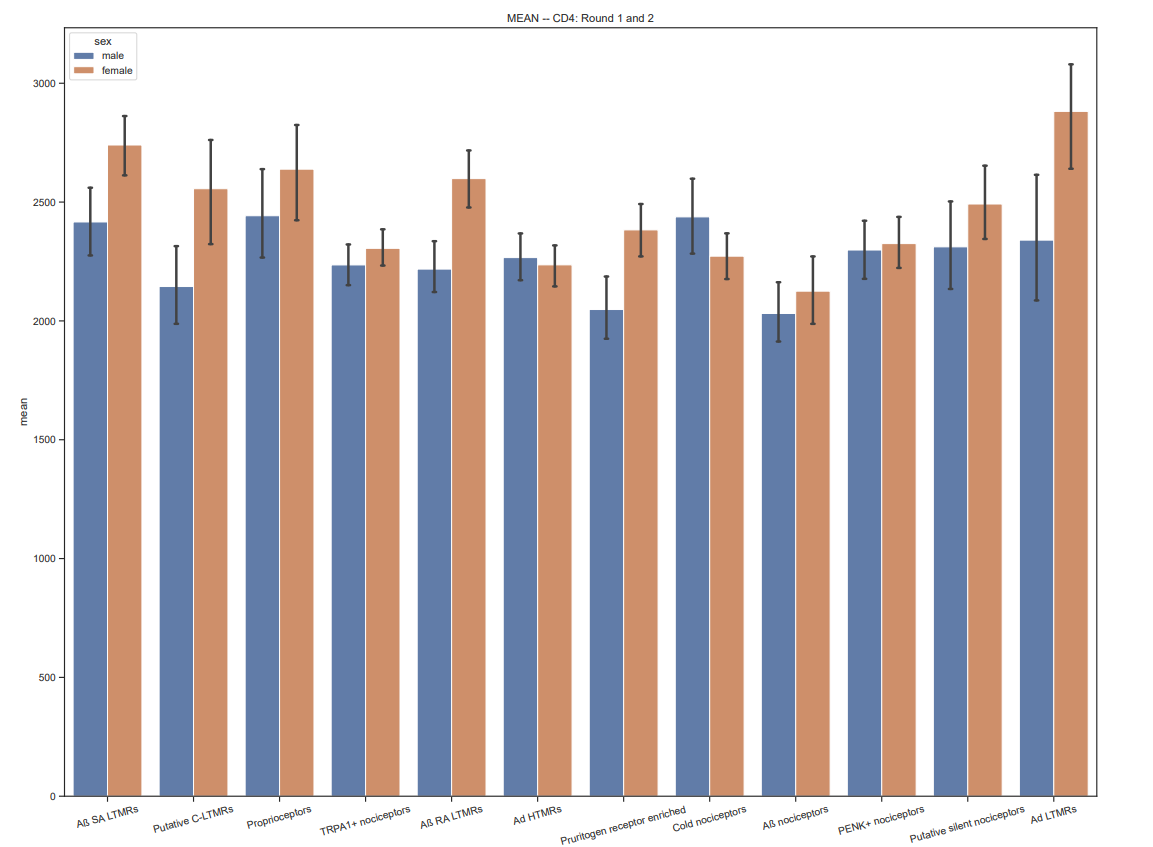 MEAN -- CD4: Round 1 and 2
sex
male
female
mean
3000
2500
2000
1500
1000
500
0
Aß SA LTMRs
Putative C-LTMRs
Proprioceptors
TRPA1+ nociceptors
Aß RA LTMRs
Ad HTMRs
Pruritogen receptor enriched
Cold nociceptors
Aß nociceptors
PENK+ nociceptors
Putative silent nociceptors
Ad LTMRs